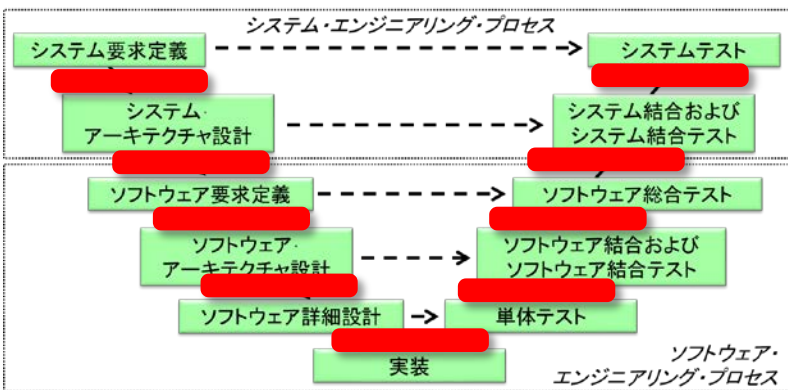 システム・エンジニアリング・プロセス
システム要求定義
システムテスト
システム・
アーキテクチャ設計
システム結合および
システム結合テスト
ソフトウェア要求定義
ソフトウェア総合テスト
ソフトウェア・
アーキテクチャ設計
ソフトウェア結合および
ソフトウェア結合テスト
ソフトウェア詳細設計
単体テスト
実装
ソフトウェア・
エンジニアリング・プロセス